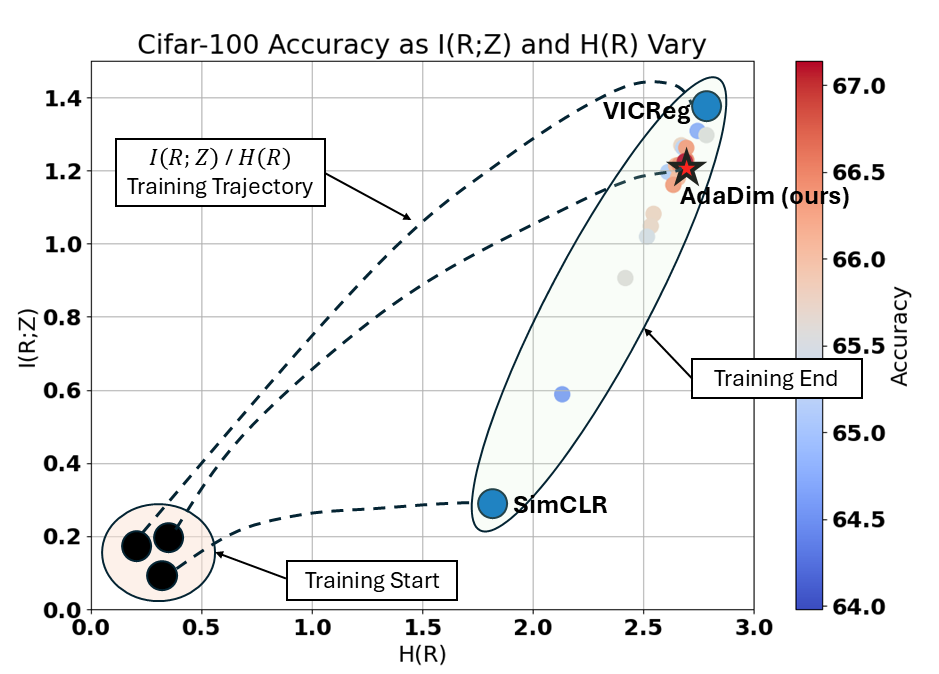 Cifar-100 Accuracy as I(R;Z) and H(R) Vary
I(R;Z)
1.4
1.2
1.0
0.8
0.6
0.4
0.2
0.0
I(R; Z) / H(R)
Training Trajectory
VICReg
AdaDim (ours)
Training End
SimCLR
Training Start
0.0 0.5 1.0 1.5 2.0 2.5 3.0
H(R)
67.0
66.5
66.0
65.5
65.0
64.5
64.0
Accuracy